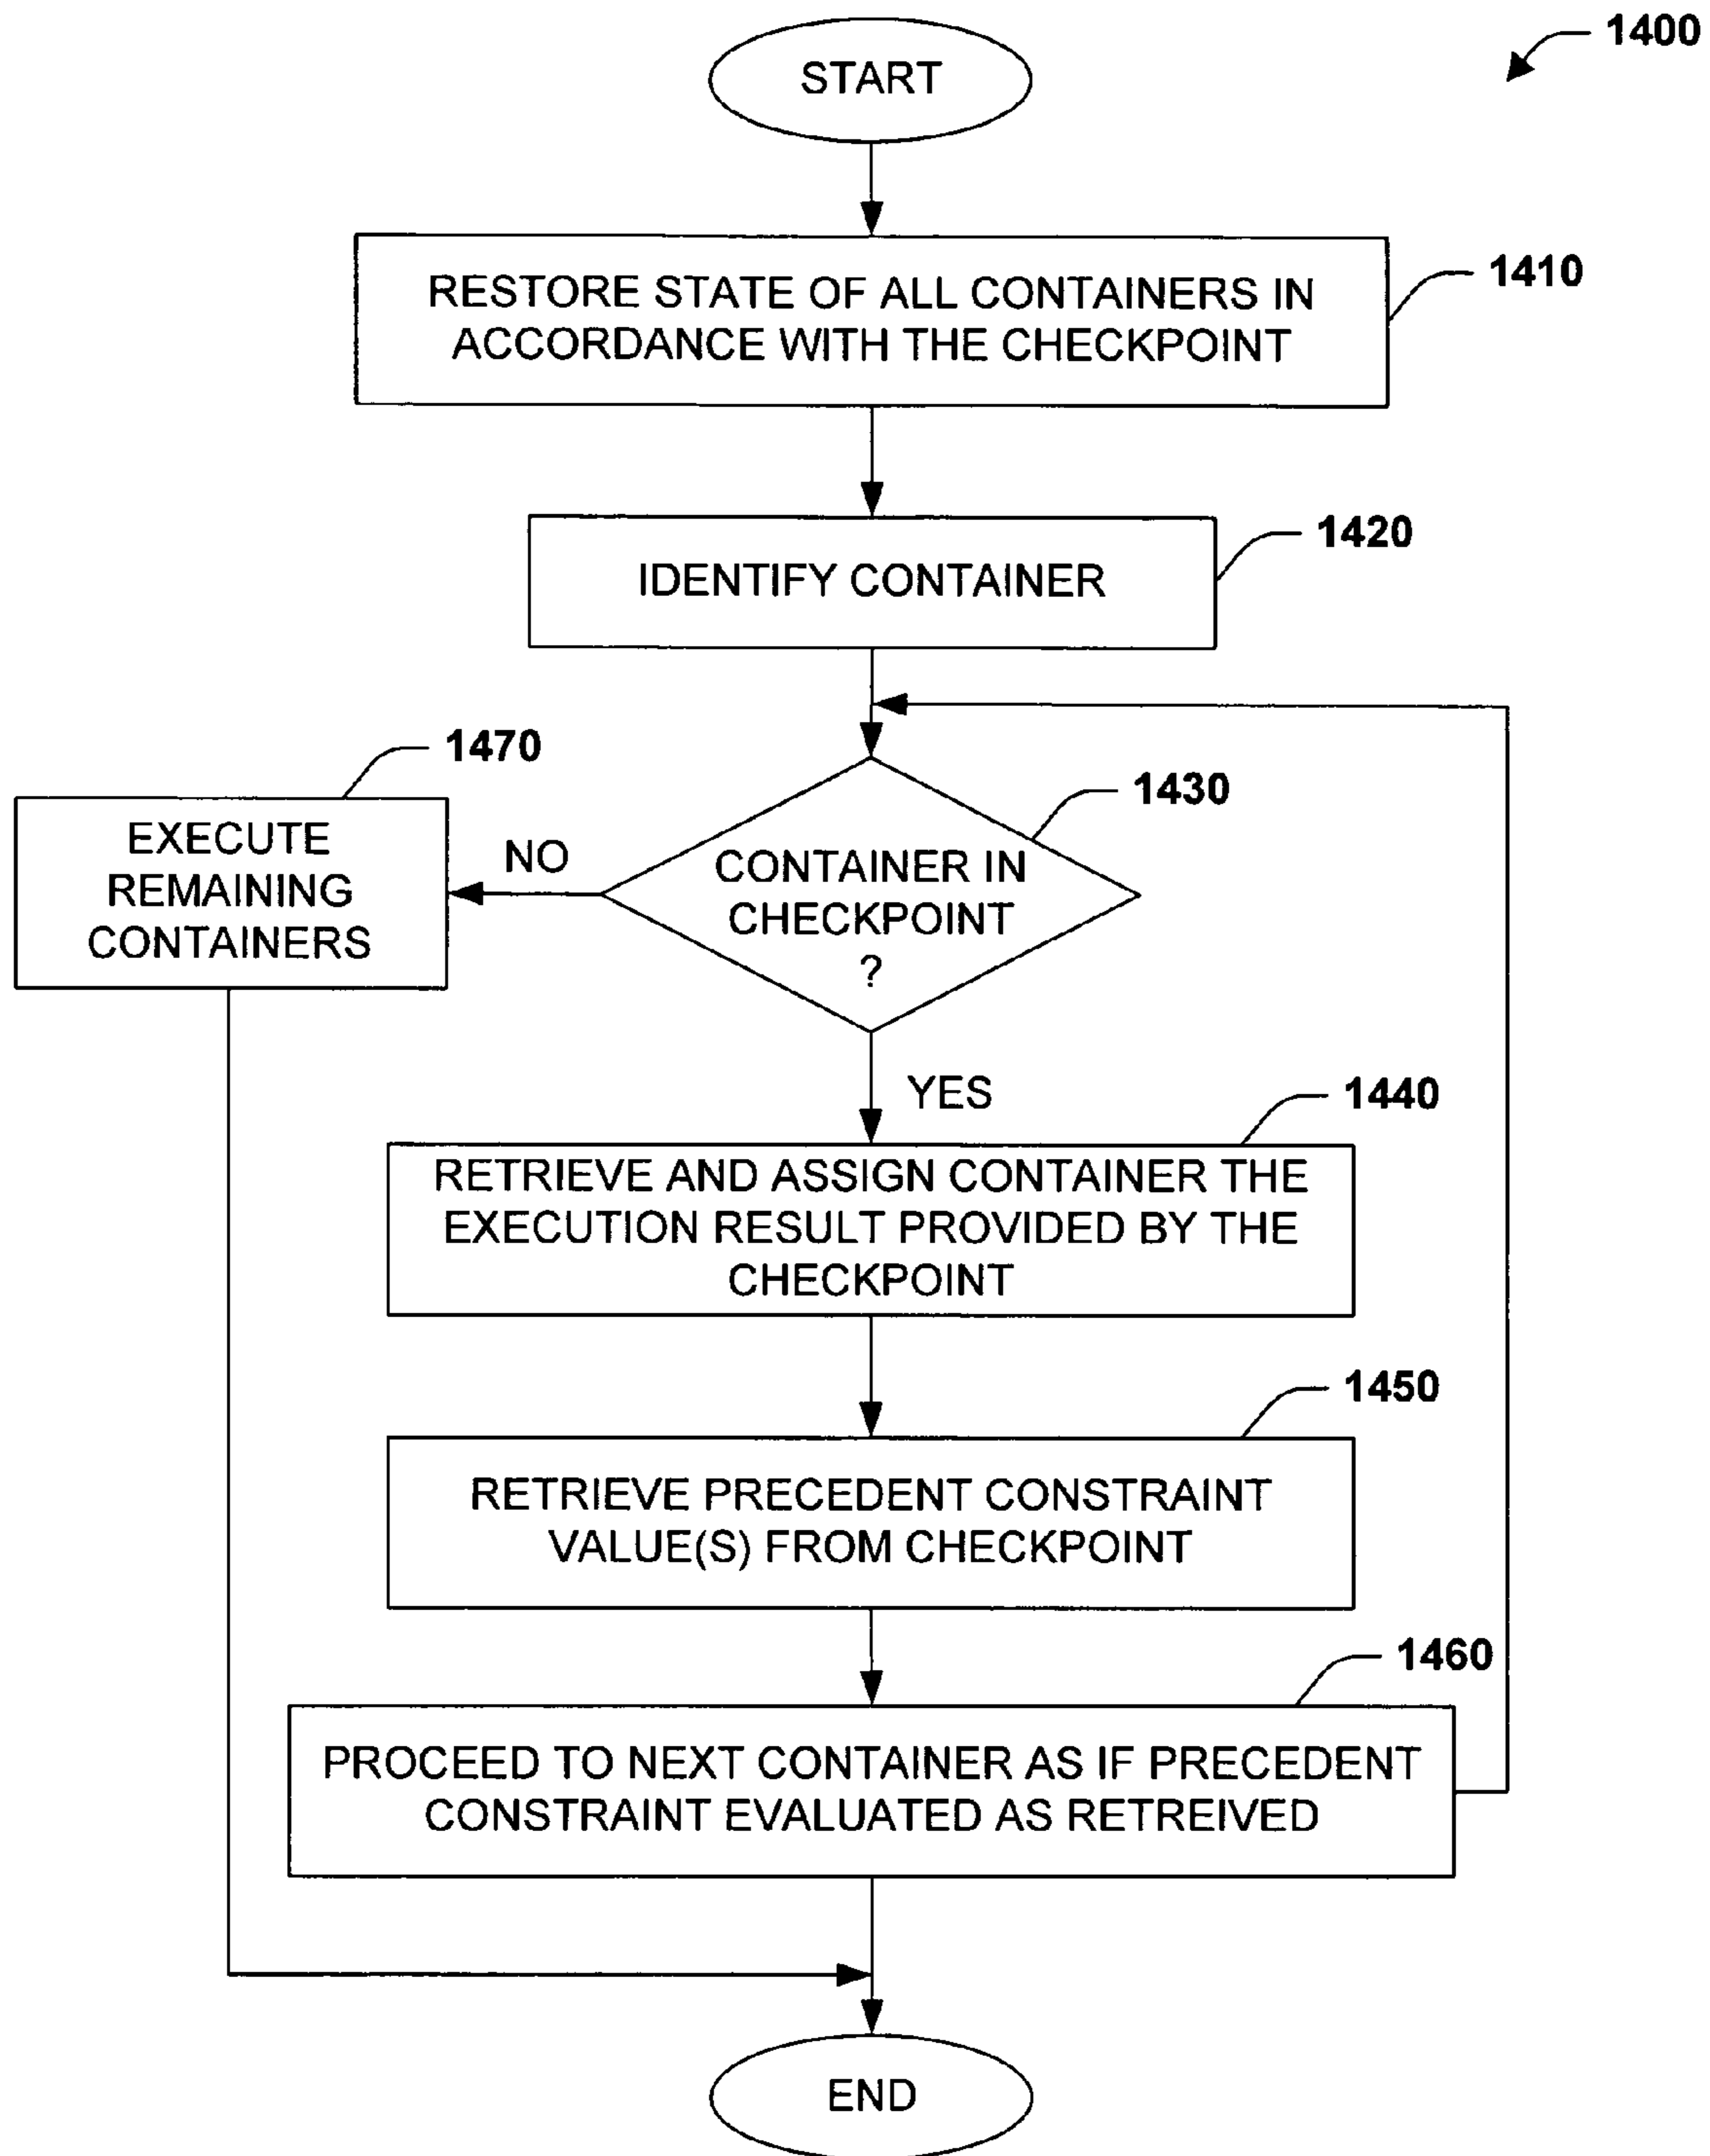 1400
START
RESTORE STATE OF ALL CONTAINERS IN
ACCORDANCE WITH THE CHECKPOINT
1410
IDENTIFY CONTAINER
1420
CONTAINER IN
CHECKPOINT
?
1430
NO
EXECUTE
REMAINING
CONTAINERS
1470
YES
RETRIEVE AND ASSIGN CONTAINER THE
EXECUTION RESULT PROVIDED BY THE
CHECKPOINT
1440
RETRIEVE PRECEDENT CONSTRAINT
VALUE(S) FROM CHECKPOINT
1450
PROCEED TO NEXT CONTAINER AS IF PRECEDENT
CONSTRAINT EVALUATED AS RETREIVED
1460
END